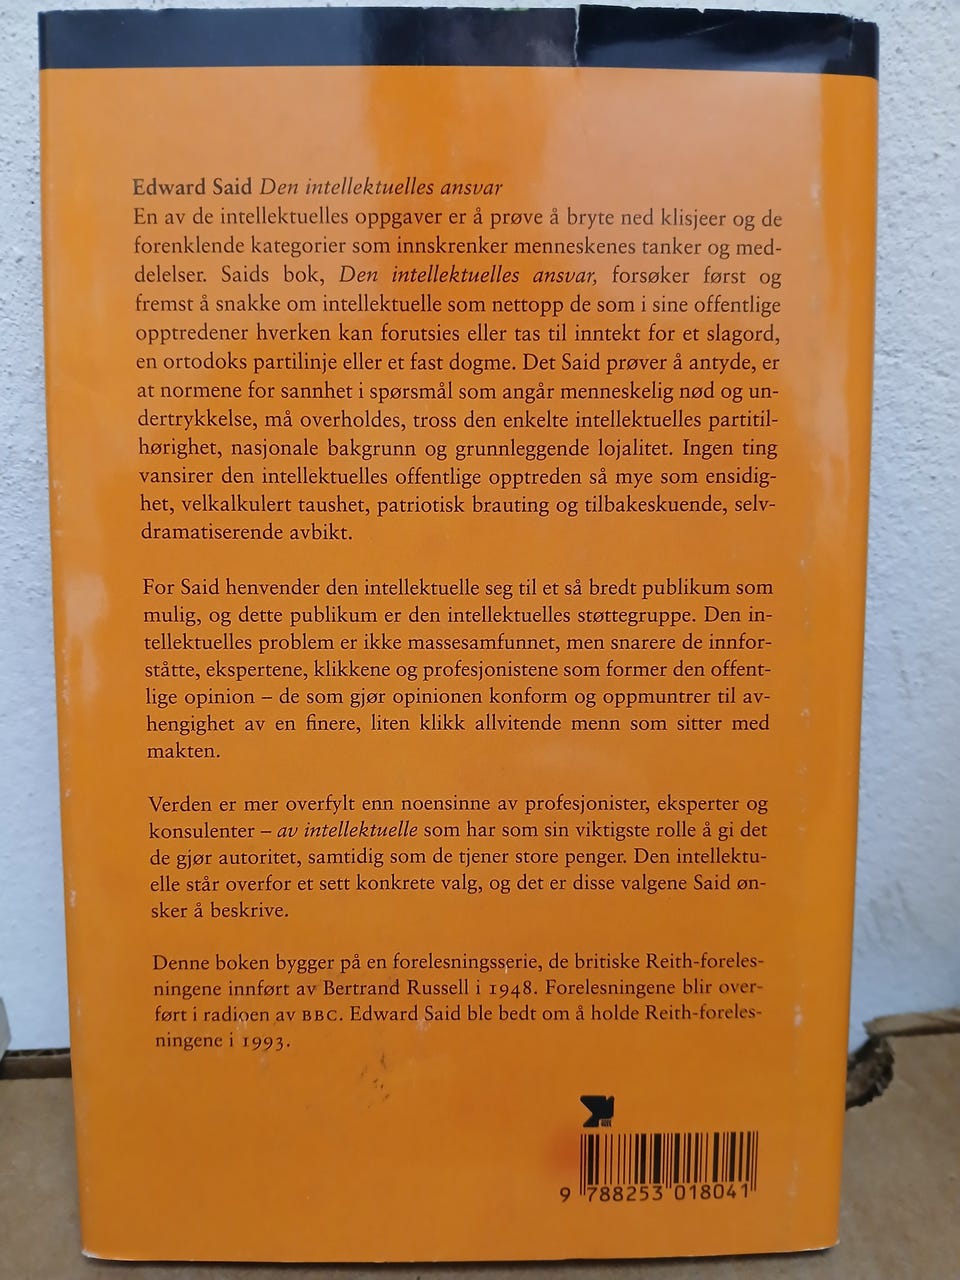 Edward Said Den intellektuelles ansvar
En av de intellektuelles oppgaver er å prøve å bryte ned klisjeer og de
forenklende kategorier som innskrenker menneskenes tanker og med-
delelser. Saids bok, Den intellektuelles ansvar, forsøker først og
fremst å snakke om intellektuelle som nettopp de som i sine offentlige
opptredener hverken kan forutsies eller tas til inntekt for et slagord,
en ortodoks partilinje eller et fast dogme. Det Said prøver å antyde, er
at normene for sannhet i spørsmål som angår menneskelig nød og un-
dertrykkelse, må overholdes, tross den enkelte intellektuelles partitil-
hørighet, nasjonale bakgrunn og grunnleggende lojalitet. Ingen ting
vansirer den intellektuelles offentlige opptreden så mye som ensidig-
het, velkalkulert taushet, patriotisk brauting og tilbakeskuende, selv-
dramatiserende avbikt.
For Said henvender den intellektuelle seg til et så bredt publikum som
mulig, og dette publikum er den intellektuelles støttegruppe. Den in-
tellektuelles problem er ikke massesamfunnet, men snarere de innfor-
ståtte, ekspertene, klikkene og profesjonistene som former den offent-
lige opinion – de som gjør opinionen konform og oppmuntrer til av-
hengighet av en finere, liten klikk allvitende menn som sitter med
makten.
Verden er mer overfylt enn noensinne av profesjonister, eksperter og
konsulenter – av intellektuelle som har som sin viktigste rolle å gi det
de gjør autoritet, samtidig som de tjener store penger. Den intellektu-
elle står overfor et sett konkrete valg, og det er disse valgene Said øn-
sker å beskrive.
Denne boken bygger på en forelesningsserie, de britiske Reith-foreles-
ningene innført av Bertrand Russell i 1948. Forelesningene blir over-
ført i radioen av BBC. Edward Said ble bedt om å holde Reith-foreles-
ningene i 1993.
9 788253 018041